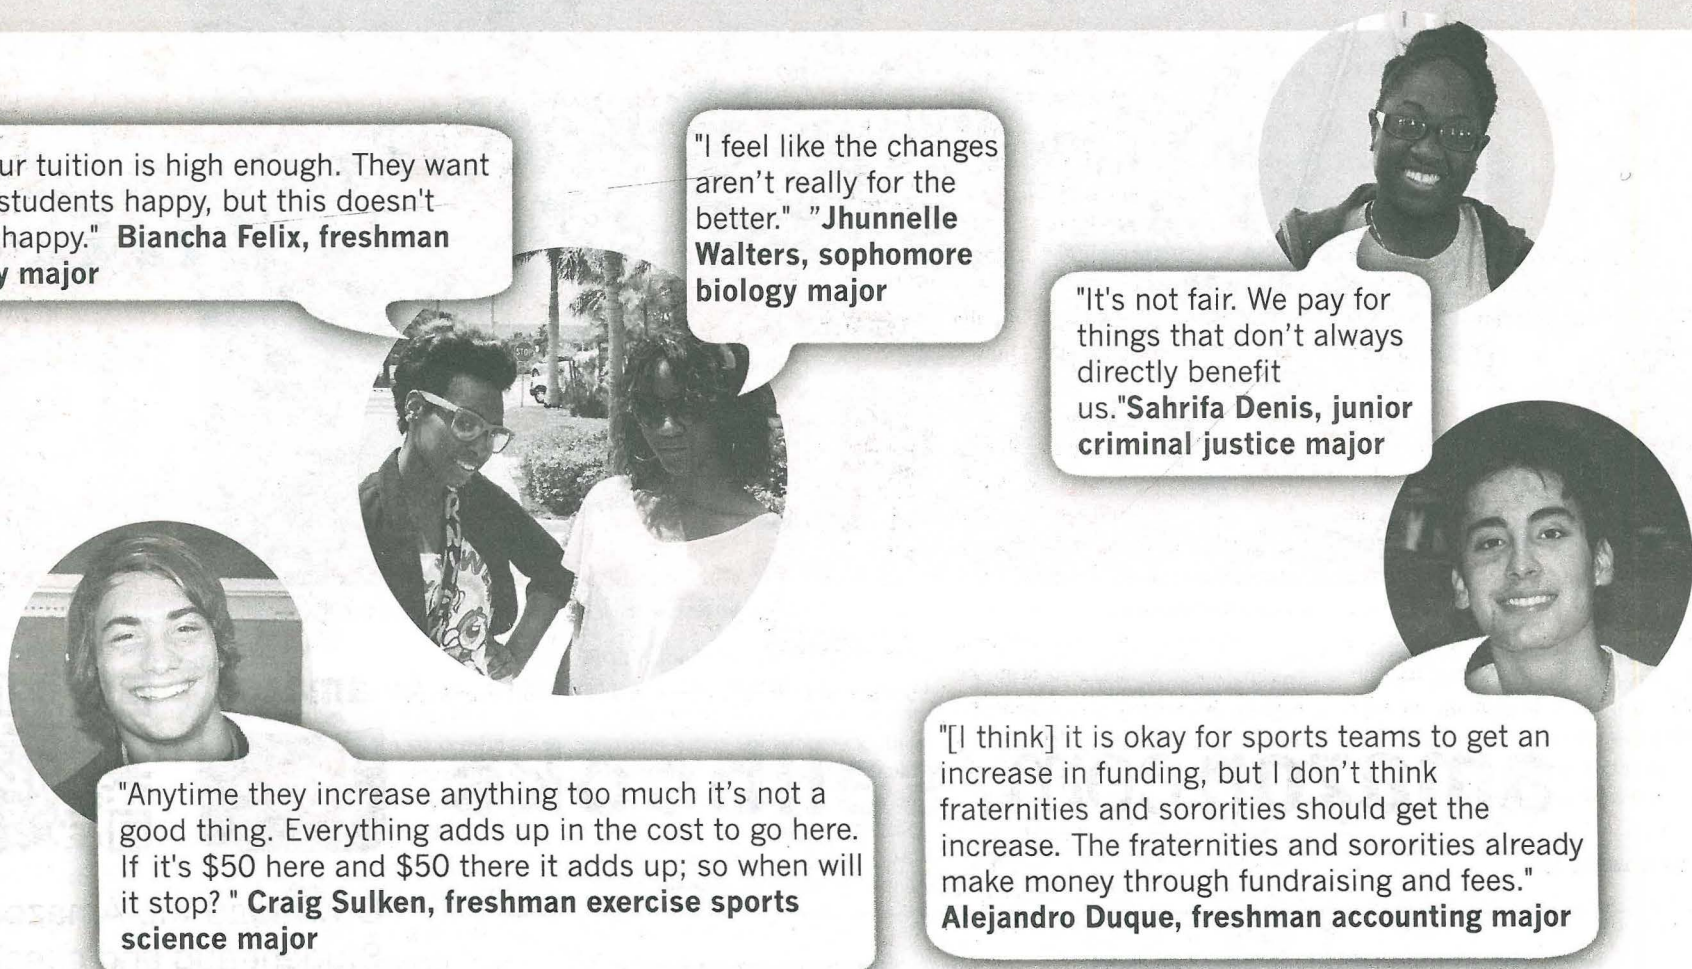 ur tuition is high enough. They want
students happy, but this doesn't
happy." Biancha Felix, freshman
y major
"I feel like the changes
aren't really for the
better." "Jhunnelle
Walters, sophomore
biology major
"It's not fair. We pay for
things that don't always
directly benefit
us."Sahrifa Denis, junior
criminal justice major
STOP
"Anytime they increase anything too much it's not a
good thing. Everything adds up in the cost to go here.
If it's $50 here and $50 there it adds up; so when will
it stop? " Craig Sulken, freshman exercise sports
science major
"[I think] it is okay for sports teams to get an
increase in funding, but I don't think
fraternities and sororities should get the
increase. The fraternities and sororities already
make money through fundraising and fees."
Alejandro Duque, freshman accounting major